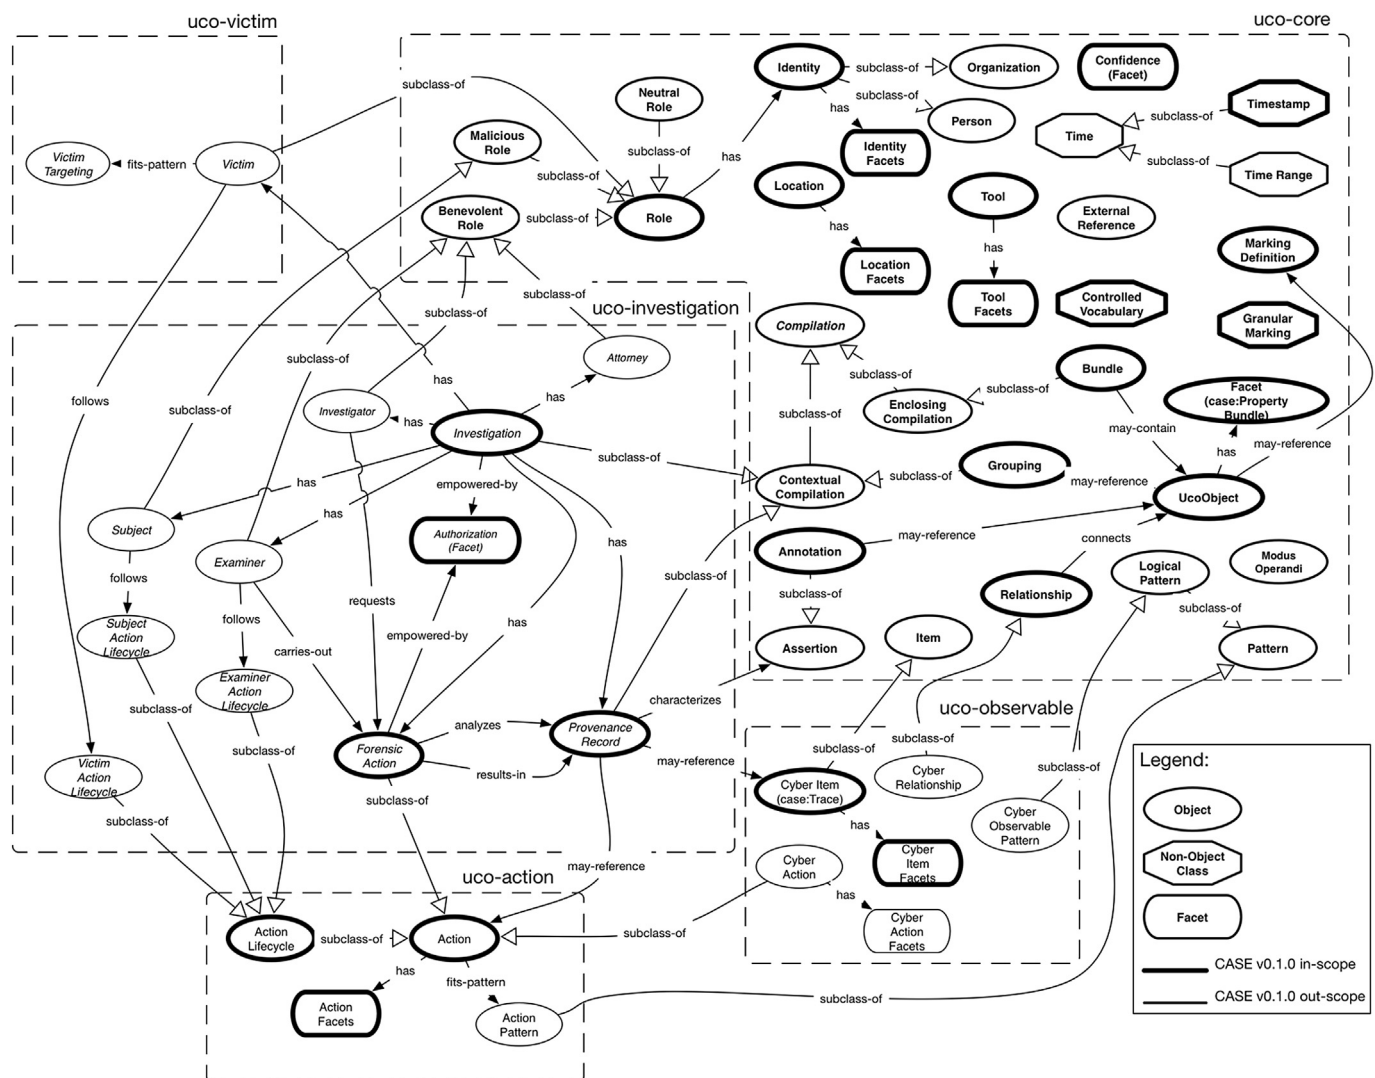 uco-victim
uco-core
subclass-of
Victim
Targeting
fits-pattern
Victim
Malicious
Role
Neutral
Role
subclass-of
subclass-of
Benevolent
Role
subclass-of
Role
has
Identity
subclass-of
Organization
subclass-of
Person
has
Identity
Facets
Confidence
(Facet)
Timestamp
subclass-of
Time
subclass-of
Time Range
Location
has
Location
Facets
Tool
has
Tool
Facets
External
Reference
Marking
Definition
Controlled
Vocabulary
Granular
Marking
uco-investigation
subclass-of
subclass-of
subclass-of
Attorney
has
has
Investigator
has
Investigation
follows
subclass-of
subclass-of
Compilation
subclass-of
Enclosing
Compilation
subclass-of
Bundle
subclass-of
may-contain
Facet
(case:Property
Bundle)
has
may-reference
Contextual
Compilation
subclass-of
Grouping
may-reference
UcoObject
has
has
empowered-by
Authorization
(Facet)
has
Subject
Examiner
Annotation
may-reference
connects
subclass-of
Assertion
Relationship
Logical
Pattern
Modus
Operandi
subclass-of
Pattern
Item
follows
Subject
Action
Lifecycle
follows
Examiner
Action
Lifecycle
requests
carries-out
empowered-by
has
subclass-of
characterizes
subclass-of
subclass-of
Forensic
Action
analyzes
results-in
Provenance
Record
may-reference
Victim
Action
Lifecycle
subclass-of
subclass-of
may-reference
uco-observable
subclass-of
subclass-of
subclass-of
Cyber Item
(case:Trace)
Cyber
Relationship
Cyber
Observable
Pattern
has
Cyber
Item
Facets
Cyber
Action
has
Cyber
Action
Facets
subclass-of
uco-action
Action
Lifecycle
subclass-of
Action
has
fits-pattern
Action
Facets
Action
Pattern
subclass-of
Legend:
Object
Non-Object
Class
Facet
CASE v0.1.0 in-scope
CASE v0.1.0 out-scope